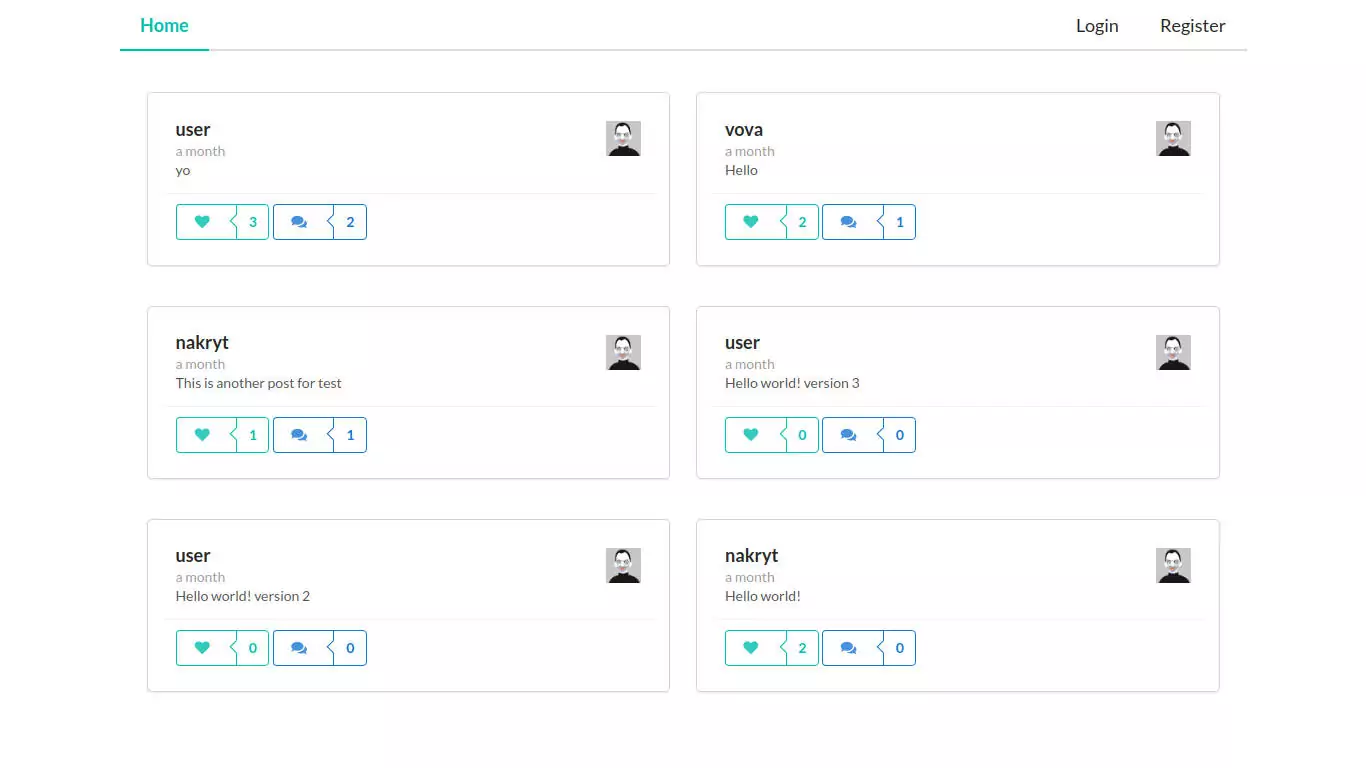 Home Login Register
user
a month
yo
3 2
vova
a month
Hello
2 1
nakryt
a month
This is another post for test
1 1
user
a month
Hello world! version 3
0 0
user
a month
Hello world! version 2
0 0
nakryt
a month
Hello world!
2 0